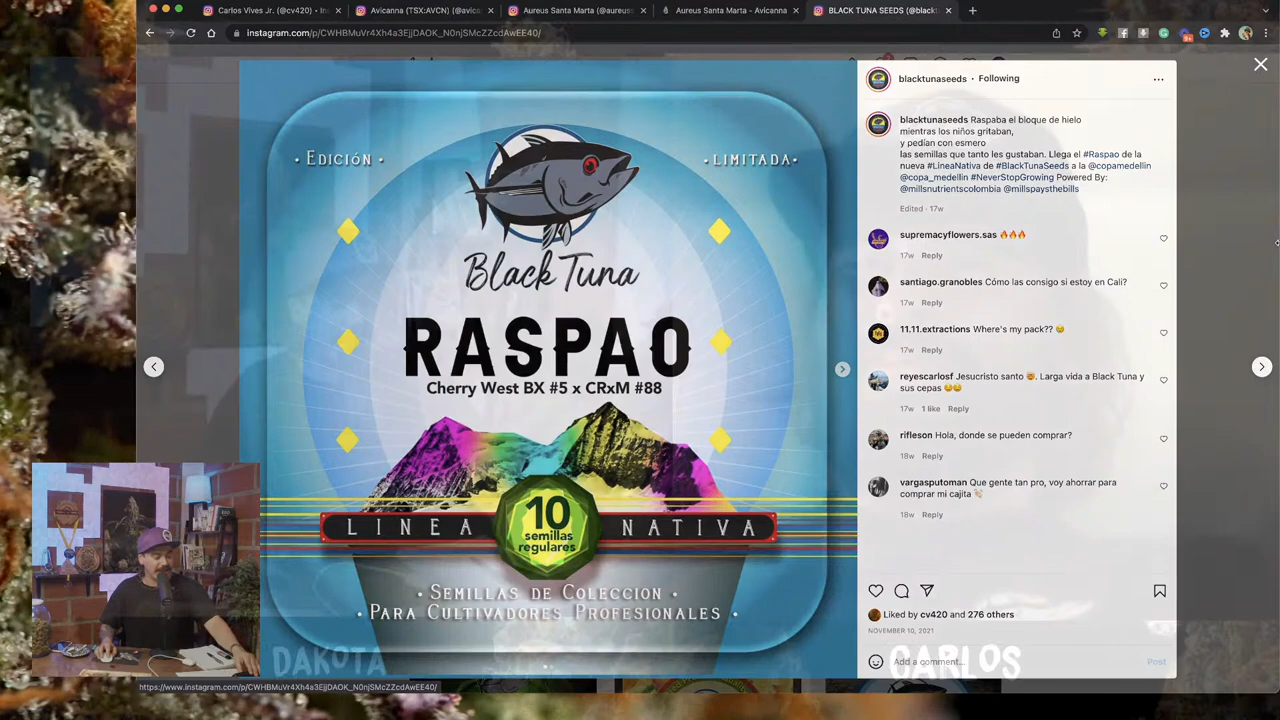 Carlos Vives Jr. (@cv420) • In
Avicanna (TSX:AVCN) (@avica
Aureus Santa Marta (@aureuss
Aureus Santa Marta - Avicanna
BLACK TUNA SEEDS (@black
instagram.com/p/CWHBMuVr4Xh4a3EjjDAOK_N0njSMcZZcdAwEE40/
• EDICIÓN •
• LIMITADA •
Black Tuna
RASPAO
Cherry West BX #5 x CRxM #88
LINEA
10
semillas
regulares
NATIVA
• SEMILLAS DE COLECCION •
• PARA CULTIVADORES PROFESIONALES •
blacktunaseeds • Following
blacktunaseeds Raspaba el bloque de hielo
mientras los niños gritaban,
y pedían con esmero
las semillas que tanto les gustaban. Llega el #Raspao de la
nueva #LíneaNativa de #BlackTunaSeeds a la @copamedellin
@copa_medellin #NeverStopGrowing Powered By:
@millsnutrientscolombia @millspaysthebills
Edited · 17w
supremacyflowers.sas
17w Reply
santiago.granobles Cómo las consigo si estoy en Cali?
17w Reply
11.11.extractions Where's my pack??
17w Reply
reyescarlosf Jesucristo santo . Larga vida a Black Tuna y
sus cepas
17w 1 like Reply
rifleson Hola, donde se pueden comprar?
18w Reply
vargasputoman Que gente tan pro, voy ahorrar para
comprar mi cajita
18w Reply
Liked by cv420 and 276 others
NOVEMBER 10, 2021
Add a comment...
Post
DAKOTA
CARLOS
https://www.instagram.com/p/CWHBMuVr4Xh4a3EjjDAOK_N0njSMcZZcdAwEE40/